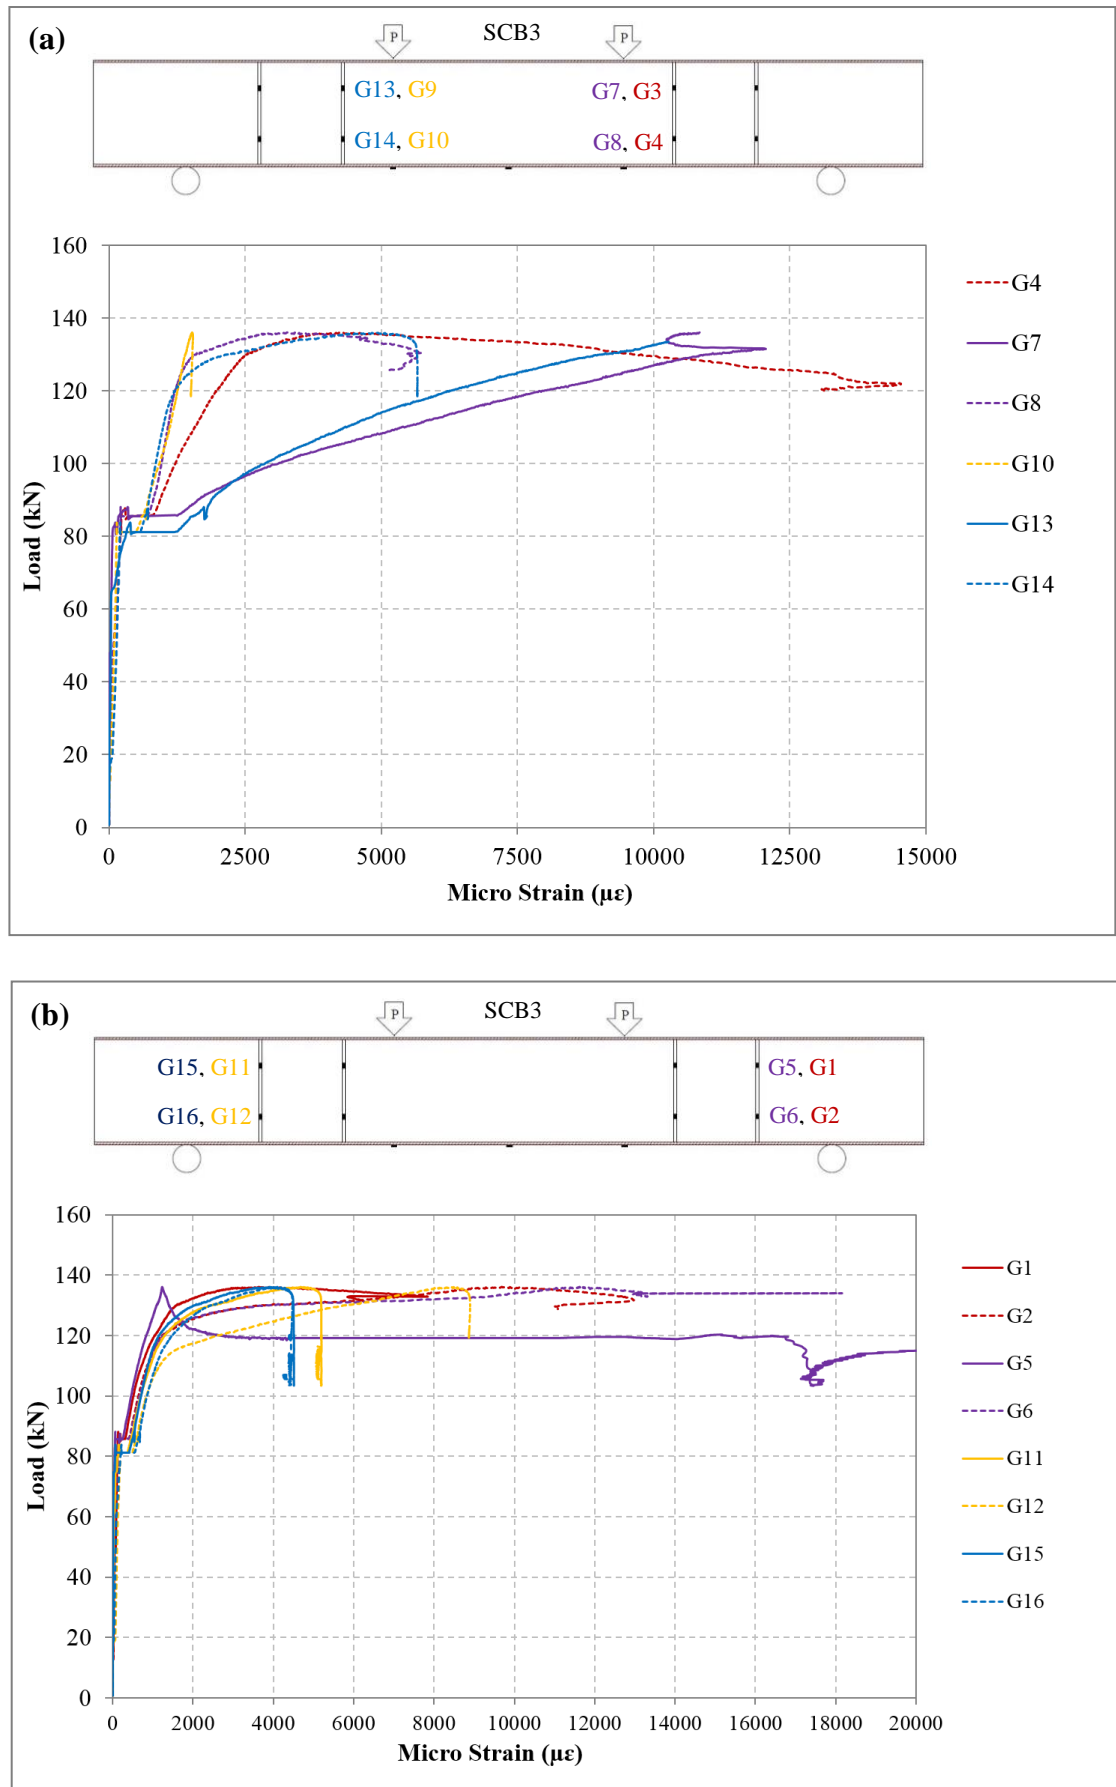 (a)
SCB3
P P
G13, G9 G7, G3
G14, G10 G8, G4
160
140
120
100
80
60
40
20
0
Load (kN)
0 2500 5000 7500 10000 12500 15000
Micro Strain (με)
G4
G7
G8
G10
G13
G14
(b)
SCB3
P P
G15, G11 G5, G1
G16, G12 G6, G2
160
140
120
100
80
60
40
20
0
Load (kN)
0 2000 4000 6000 8000 10000 12000 14000 16000 18000 20000
Micro Strain (με)
G1
G2
G5
G6
G11
G12
G15
G16